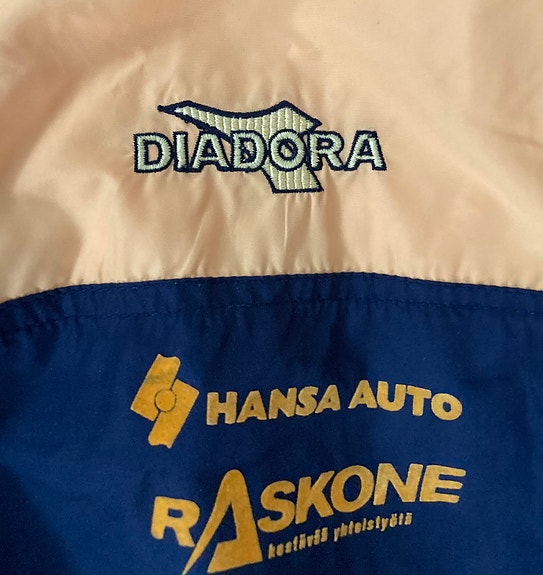 DIADORA
HANSA AUTO
RASKONE
kestävää yhteistyötä